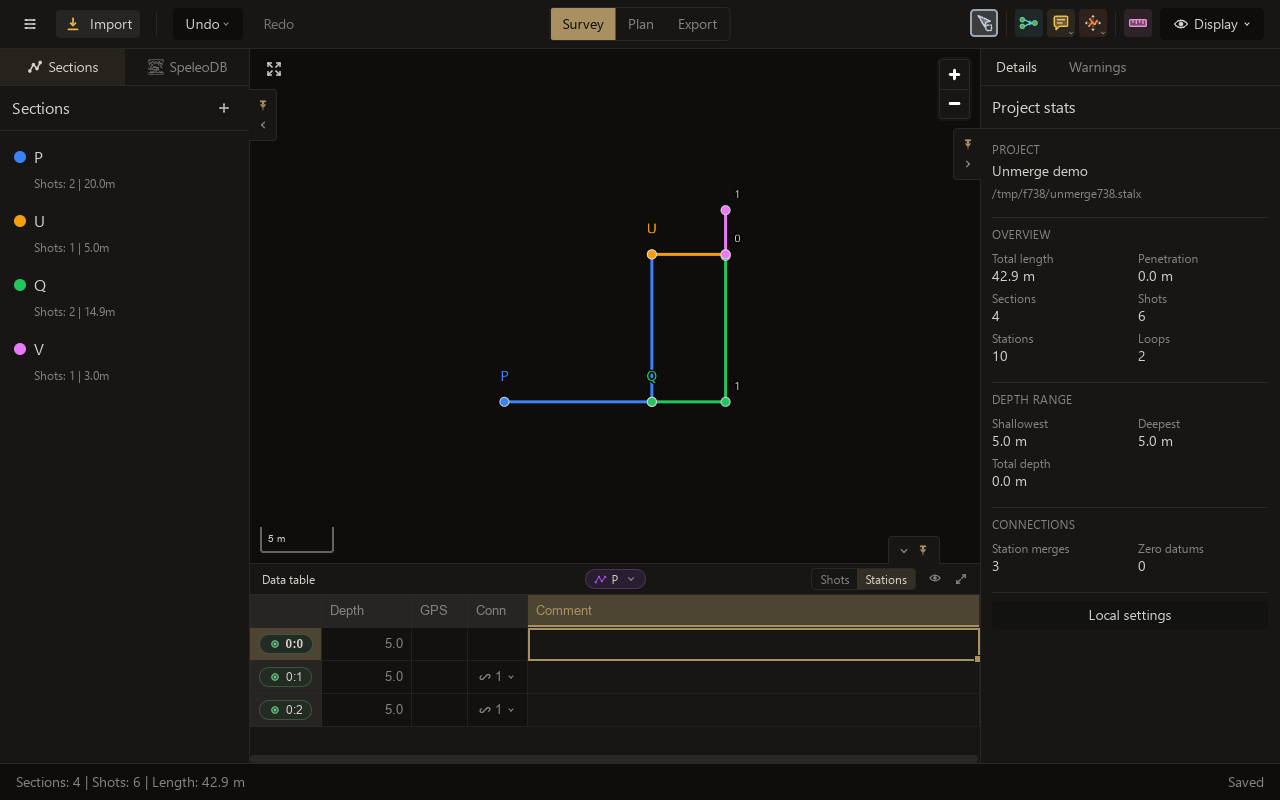 Import
Undo
Redo
Survey
Plan
Export
Display
Sections
SpeleoDB
Details
Warnings
Sections
+
Project stats
P
Shots: 2 | 20.0m
U
Shots: 1 | 5.0m
Q
Shots: 2 | 14.9m
V
Shots: 1 | 3.0m
1
0
U
P
Q
1
5 m
PROJECT
Unmerge demo
/tmp/f738/unmerge738.stalx
OVERVIEW
Total length
Penetration
42.9 m
0.0 m
Sections
Shots
4
6
Stations
Loops
10
2
DEPTH RANGE
Shallowest
Deepest
5.0 m
5.0 m
Total depth
0.0 m
CONNECTIONS
Station merges
Zero datums
3
0
Local settings
Data table
P
Shots
Stations
Depth
GPS
Conn
Comment
0:0
5.0
0:1
5.0
1
0:2
5.0
1
Sections: 4 | Shots: 6 | Length: 42.9 m
Saved